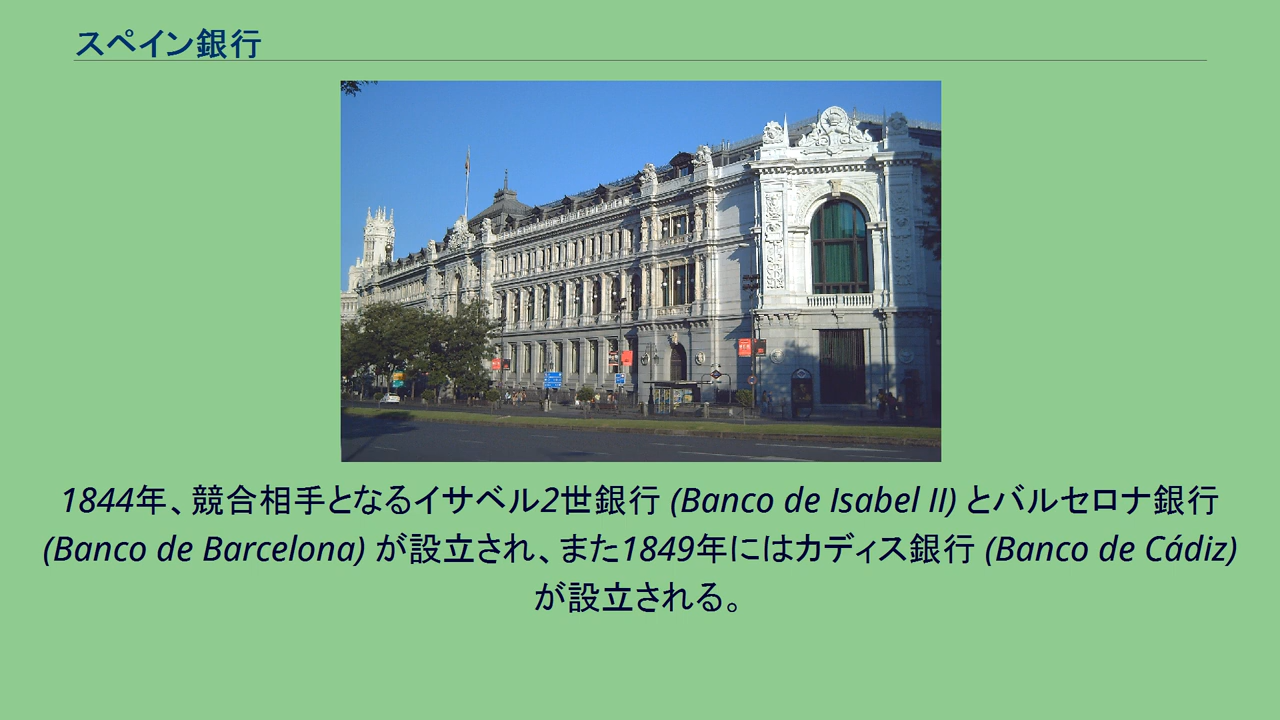 スペイン銀行
1844年、競合相手となるイサベル2世銀行 (Banco de Isabel II) とバルセロナ銀行
(Banco de Barcelona) が設立され、また1849年にはカディス銀行 (Banco de Cádiz)
が設立される。